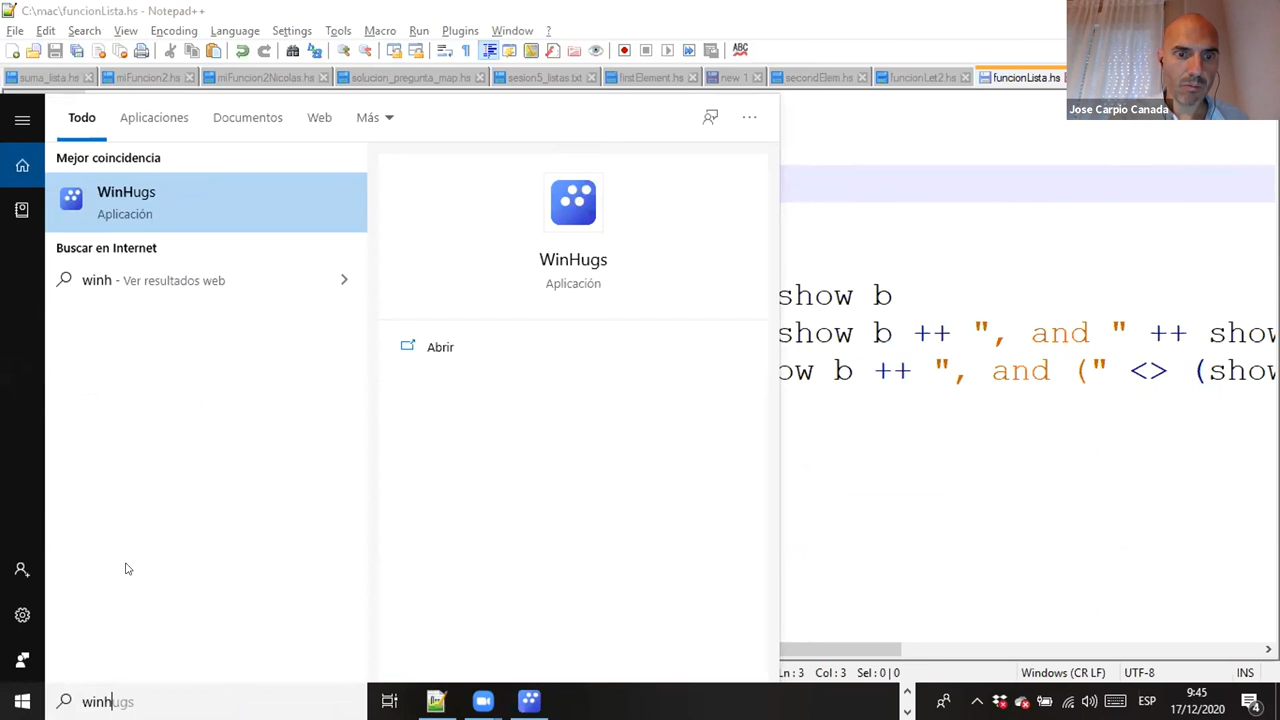 C:\mac\funcionLista.hs - Notepad++
File Edit Search View Encoding Language Settings Tools Macro Run Plugins Window ?
ABC
suma_lista.hs miFuncion2.hs miFuncion2Nicolas.hs solucion_pregunta_map.hs sesion5_listas.txt firstElement.hs new 1 secondElem.hs funcionLet2.hs funcionLista.hs
Jose Carpio Canada
Todo Aplicaciones Documentos Web Más
Mejor coincidencia
WinHugs
Aplicación
Buscar en Internet
winh - Ver resultados web
WinHugs
Aplicación
Abrir
show b
show b ++ ", and " ++ show
ow b ++ ", and (" <> (show
Ln : 3 Col : 3 Sel : 0 | 0 Windows (CR LF) UTF-8 INS
winhugs
ESP
9:45
17/12/2020
4